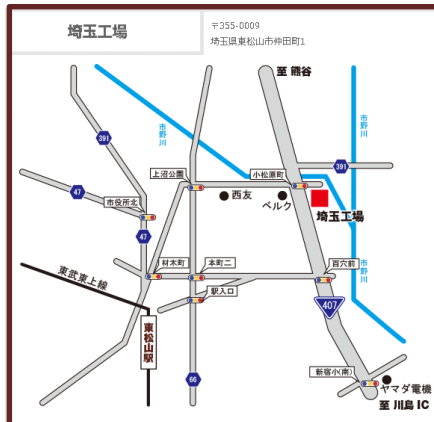 埼玉工場
〒355-0009
埼玉県東松山市仲田町1
至 熊谷
市野川
391
上沼公園
小松原町
391
47
西友
ベルク
埼玉工場
市役所北
47
市野川
材木町
本町二
百穴前
東武東上線
駅入口
407
東松山駅
新宿小(南)
66
ヤマダ電機
至 川島 IC